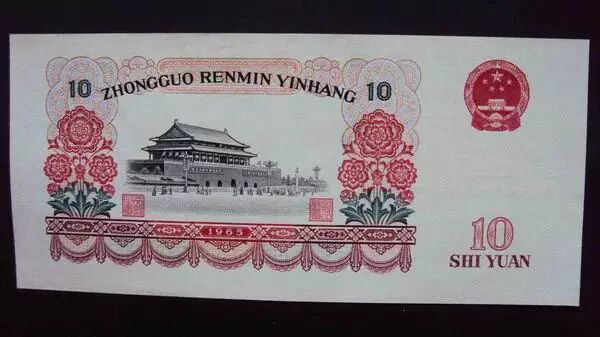 10 ZHONGGUO RENMIN YINHANG 10
1965
10
SHI YUAN